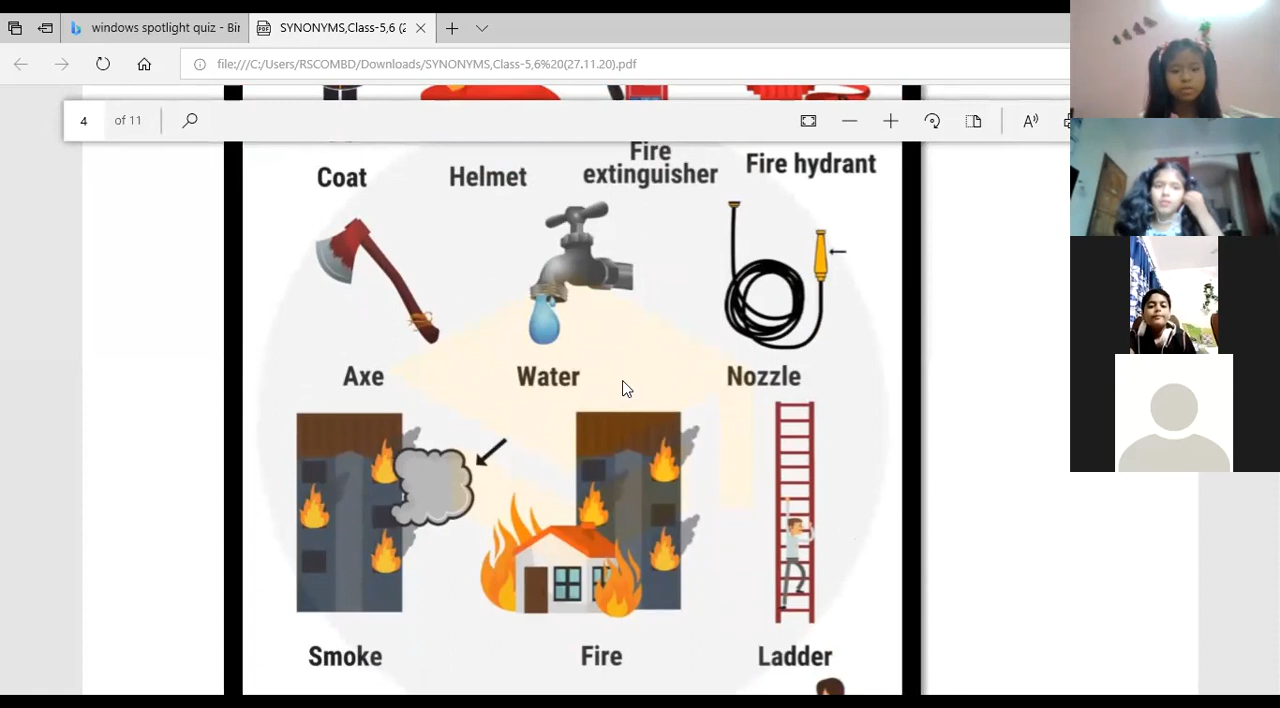 windows spotlight quiz - Bir
SYNONYMS,Class-5,6 (2
file:///C:/Users/RSCOMBD/Downloads/SYNONYMS,Class-5,6%20(27.11.20).pdf
4 of 11
Coat
Helmet
Fire
extinguisher
Fire hydrant
Axe
Water
Nozzle
Smoke
Fire
Ladder